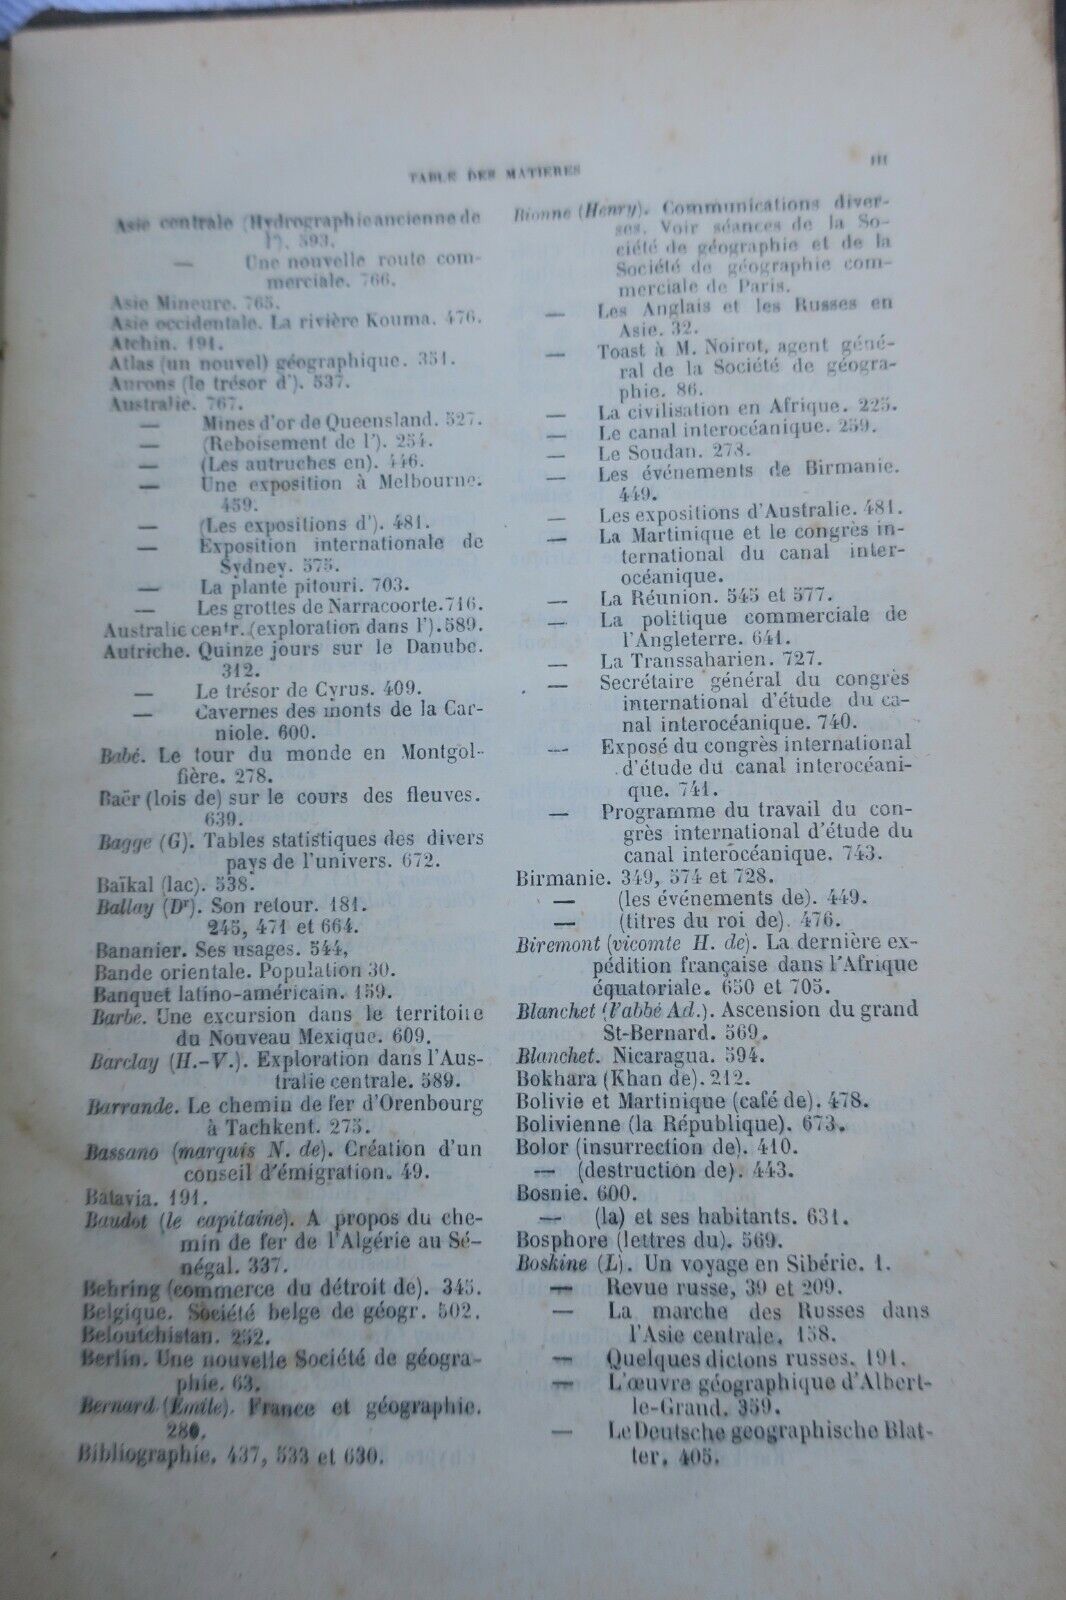 TABLE DES MATIERES
III
Asie centrale (Hydrographie ancienne de
l'). 593.
— Une nouvelle route com-
merciale. 766.
Asie Mineure. 765.
Asie occidentale. La rivière Kouma. 476.
Atchin. 191.
Atlas (un nouvel) géographique. 351.
Aurons (le trésor d'). 537.
Australie. 767.
— Mines d'or de Queensland. 527.
— (Reboisement de l'). 254.
— (Les autruches en). 446.
— Une exposition à Melbourne.
459.
— (Les expositions d'). 481.
— Exposition internationale de
Sydney. 575.
— La plante pitouri. 703.
— Les grottes de Narracoorte. 716.
Australie centr. (exploration dans l'). 589.
Autriche. Quinze jours sur le Danube.
312.
— Le trésor de Cyrus. 409.
— Cavernes des monts de la Car-
niole. 600.
Babé. Le tour du monde en Montgol-
fière. 278.
Baër (lois de) sur le cours des fleuves.
639.
Bagge (G). Tables statistiques des divers
pays de l'univers. 672.
Baïkal (lac). 538.
Ballay (Dr). Son retour. 181.
245, 471 et 664.
Bananier. Ses usages. 544,
Bande orientale. Population 30.
Banquet latino-américain. 159.
Barbe. Une excursion dans le territoire
du Nouveau Mexique. 609.
Barclay (H.-V.). Exploration dans l'Aus-
tralie centrale. 589.
Barrande. Le chemin de fer d'Orenbourg
à Tachkent. 275.
Bassano (marquis N. de). Création d'un
conseil d'émigration. 49.
Batavia. 191.
Baudot (le capitaine). A propos du che-
min de fer de l'Algérie au Sé-
négal. 337.
Behring (commerce du détroit de). 345.
Belgique. Société belge de géogr. 502.
Beloutchistan. 252.
Berlin. Une nouvelle Société de géogra-
phie. 63.
Bernard (Emile). France et géographie.
280.
Bibliographie. 437, 533 et 630.
Bionne (Henry). Communications diver-
ses. Voir séances de la So-
ciété de géographie et de la
Société de géographie com-
merciale de Paris.
— Les Anglais et les Russes en
Asie. 32.
— Toast à M. Noirot, agent géné-
ral de la Société de géogra-
phie. 86.
— La civilisation en Afrique. 225.
— Le canal interocéanique. 259.
— Le Soudan. 273.
— Les événements de Birmanie.
449.
— Les expositions d'Australie. 481.
— La Martinique et le congrès in-
ternational du canal inter-
océanique.
— La Réunion. 545 et 577.
— La politique commerciale de
l'Angleterre. 641.
— La Transsaharien. 727.
— Secrétaire général du congrès
international d'étude du ca-
nal interocéanique. 740.
— Exposé du congrès international
d'étude du canal interocéani-
que. 741.
— Programme du travail du con-
grès international d'étude du
canal interocéanique. 743.
Birmanie. 349, 574 et 728.
— (les événements de). 449.
— (titres du roi de). 476.
Biremont (vicomte H. de). La dernière ex-
pédition française dans l'Afrique
équatoriale. 650 et 705.
Blanchet (l'abbé Ad.). Ascension du grand
St-Bernard. 569.
Blanchet. Nicaragua. 594.
Bokhara (Khan de). 212.
Bolivie et Martinique (café de). 478.
Bolivienne (la République). 673.
Bolor (insurrection de). 410.
— (destruction de). 443.
Bosnie. 600.
— (la) et ses habitants. 631.
Bosphore (lettres du). 569.
Boskine (L). Un voyage en Sibérie. 1.
— Revue russe, 39 et 209.
— La marche des Russes dans
l'Asie centrale. 158.
— Quelques dictons russes. 191.
— L'œuvre géographique d'Albert-
le-Grand. 359.
— Le Deutsche geographische Blat-
ter. 405.